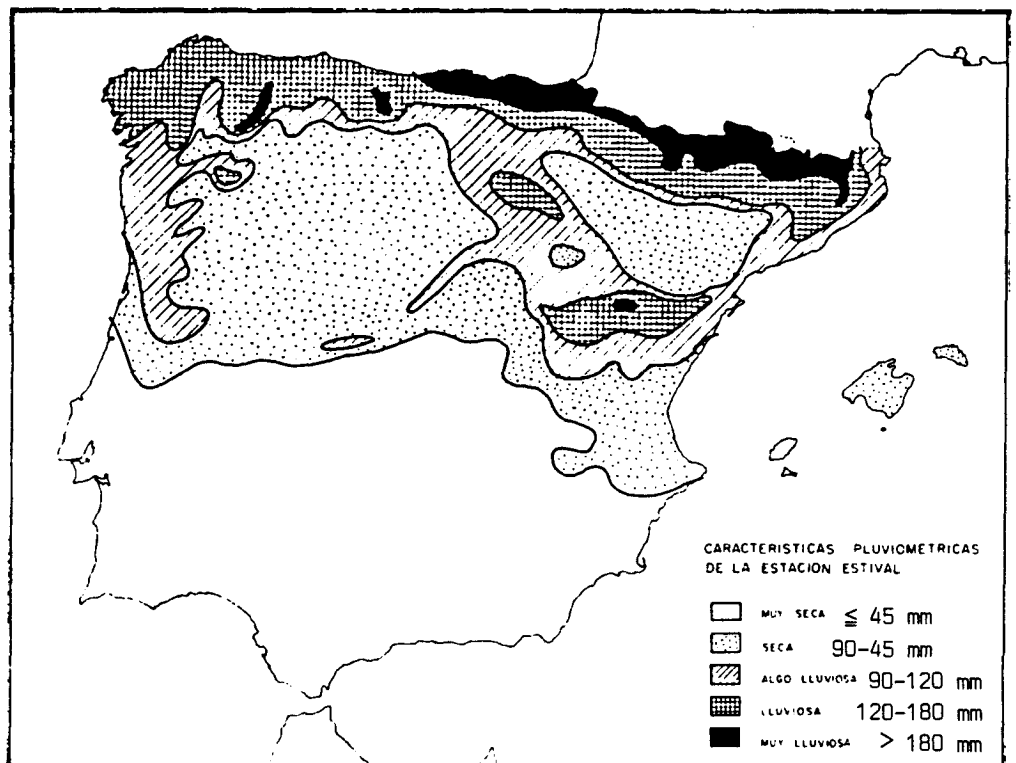 CARACTERISTICAS PLUVIOMETRICAS
DE LA ESTACION ESTIVAL
MUY SECA ≦ 45 mm
SECA 90-45 mm
ALGO LLUVIOSA 90-120 mm
LLUVIOSA 120-180 mm
MUY LLUVIOSA > 180 mm